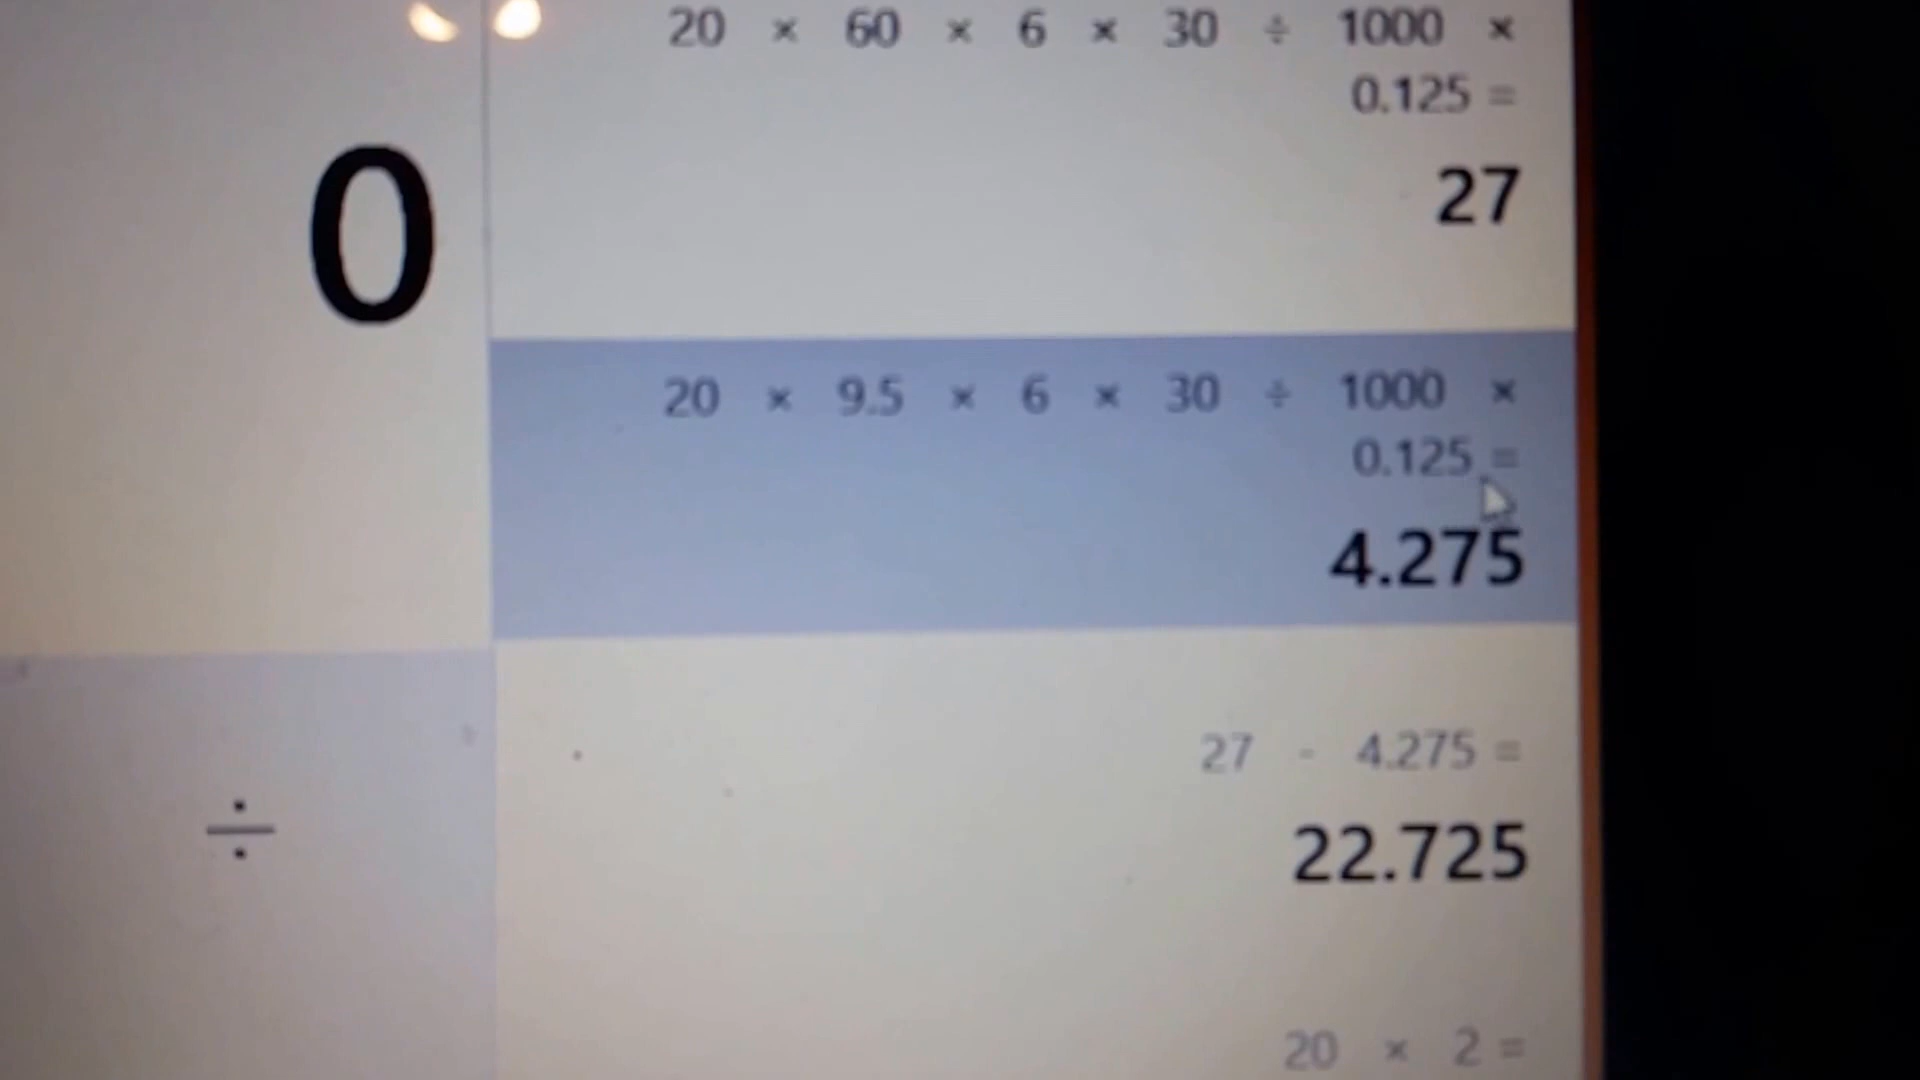 0
÷
20 × 60 × 6 × 30 ÷ 1000 ×
0.125 =
27
20 × 9.5 × 6 × 30 ÷ 1000 ×
0.125 =
4.275
27 - 4.275 =
22.725
20 × 2 =